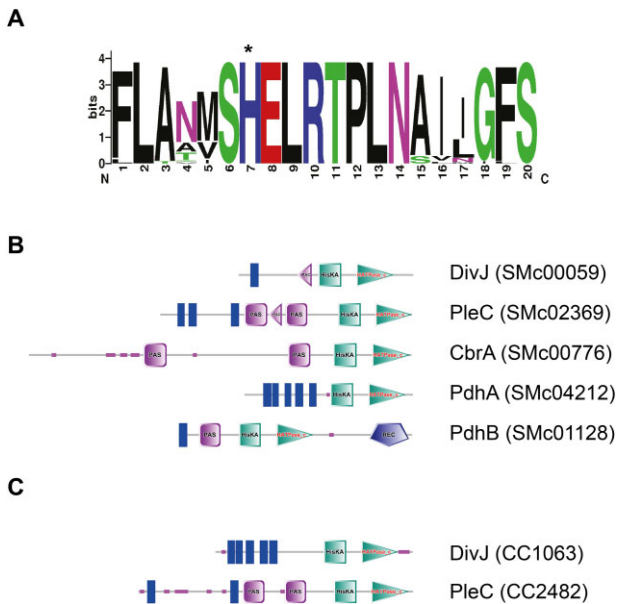 A
*
bits
4
3
2
1
0
FLANMSHELRTPLNAIIGFS
1 2 3 4 5 6 7 8 9 10 11 12 13 14 15 16 17 18 19 20
N C
B
HisKA DivJ (SMc00059)
PAS PAS HisKA PleC (SMc02369)
PAS PAS HisKA CbrA (SMc00776)
HisKA PdhA (SMc04212)
PAS HisKA REC PdhB (SMc01128)
C
HisKA DivJ (CC1063)
PAS PAS HisKA PleC (CC2482)